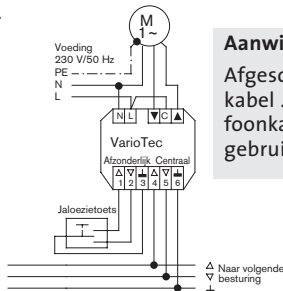 M
1~
Voeding
230 V/50 Hz
PE
N
L
N L ▼ C ▲
VarioTec
Afzonderlijk Centraal
△ ▽ ⏚ △ ▽ ⏚
1 2 3 4 5 6
Jaloezietoets
△ Naar volgende
▽ besturing
⏚
Aanwi
Afgesc
kabel
foonka
gebrui